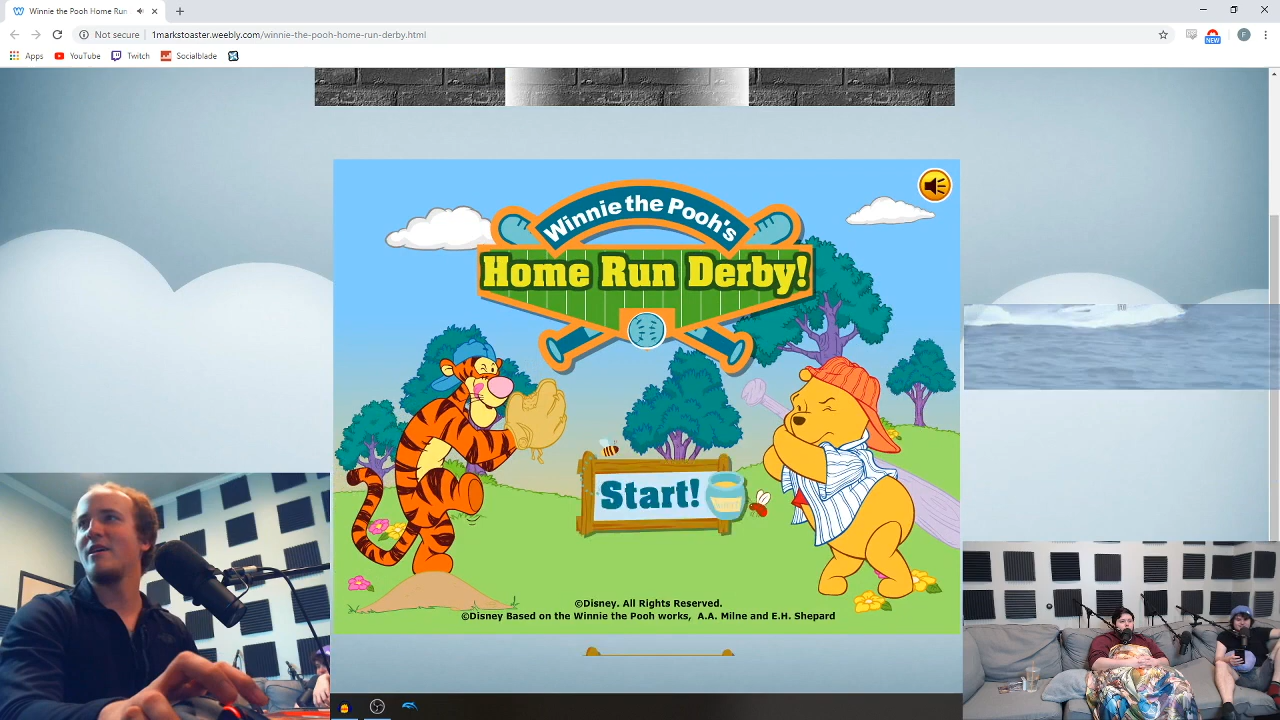 Winnie the Pooh Home Run
Not secure
1markstoaster.weebly.com/winnie-the-pooh-home-run-derby.html
F
NEW
Apps
YouTube
Twitch
Socialblade
Winnie the Pooh's
Home Run Derby!
Start!
©Disney. All Rights Reserved.
©Disney Based on the Winnie the Pooh works, A.A. Milne and E.H. Shepard